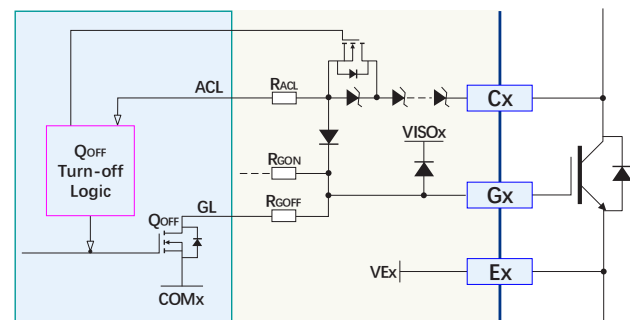 ACL
RACL
Cx
VISOx
QOFF
Turn-off
Logic
RGON
QOFF
GL
RGOFF
Gx
VEx
Ex
COMx